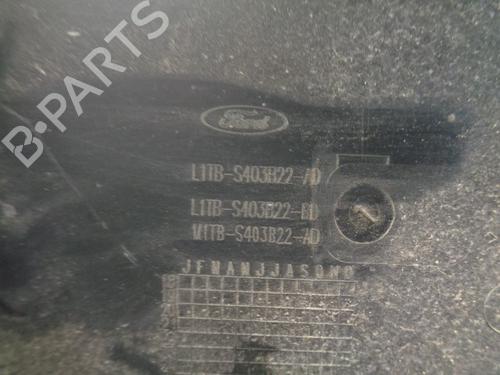 B-PARTS
Ford
L1TB-S403B22-AD
L1TB-S403B22-BD
M1TB-S403B22-AD
JFMAMJJASOND